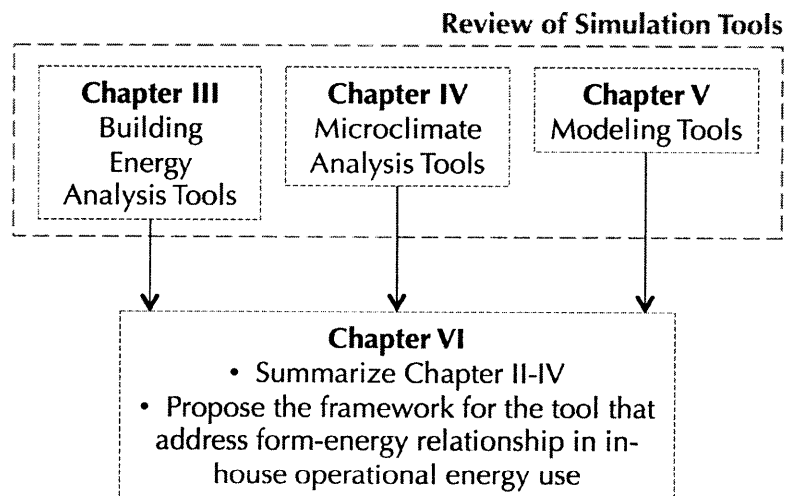 Review of Simulation Tools
Chapter III
Building
Energy
Analysis Tools
Chapter IV
Microclimate
Analysis Tools
Chapter V
Modeling Tools
Chapter VI
• Summarize Chapter II-IV
• Propose the framework for the tool that
address form-energy relationship in in-
house operational energy use